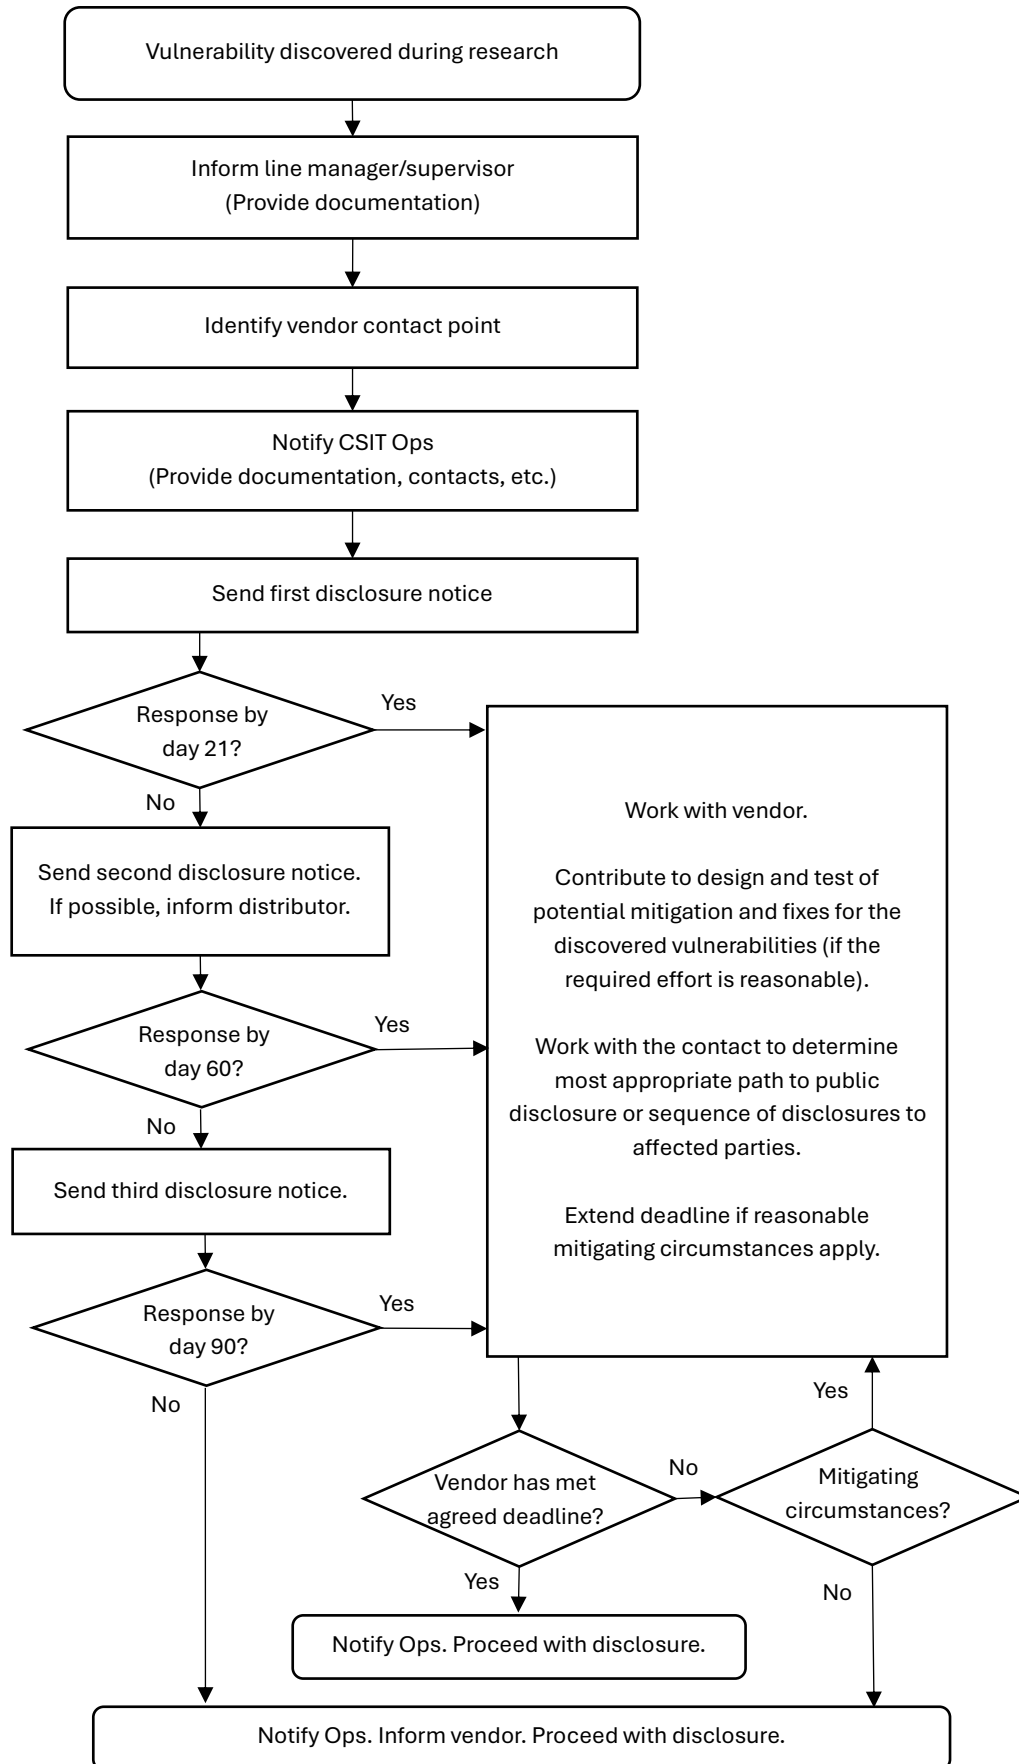 Vulnerability discovered during research
Inform line manager/supervisor
(Provide documentation)
Identify vendor contact point
Notify CSIT Ops
(Provide documentation, contacts, etc.)
Send first disclosure notice
Response by
day 21?
Yes
No
Send second disclosure notice.
If possible, inform distributor.
Response by
day 60?
Yes
No
Send third disclosure notice.
Response by
day 90?
Yes
No
Work with vendor.
Contribute to design and test of
potential mitigation and fixes for the
discovered vulnerabilities (if the
required effort is reasonable).
Work with the contact to determine
most appropriate path to public
disclosure or sequence of disclosures to
affected parties.
Extend deadline if reasonable
mitigating circumstances apply.
Vendor has met
agreed deadline?
No
Yes
Mitigating
circumstances?
Yes
No
Notify Ops. Proceed with disclosure.
Notify Ops. Inform vendor. Proceed with disclosure.